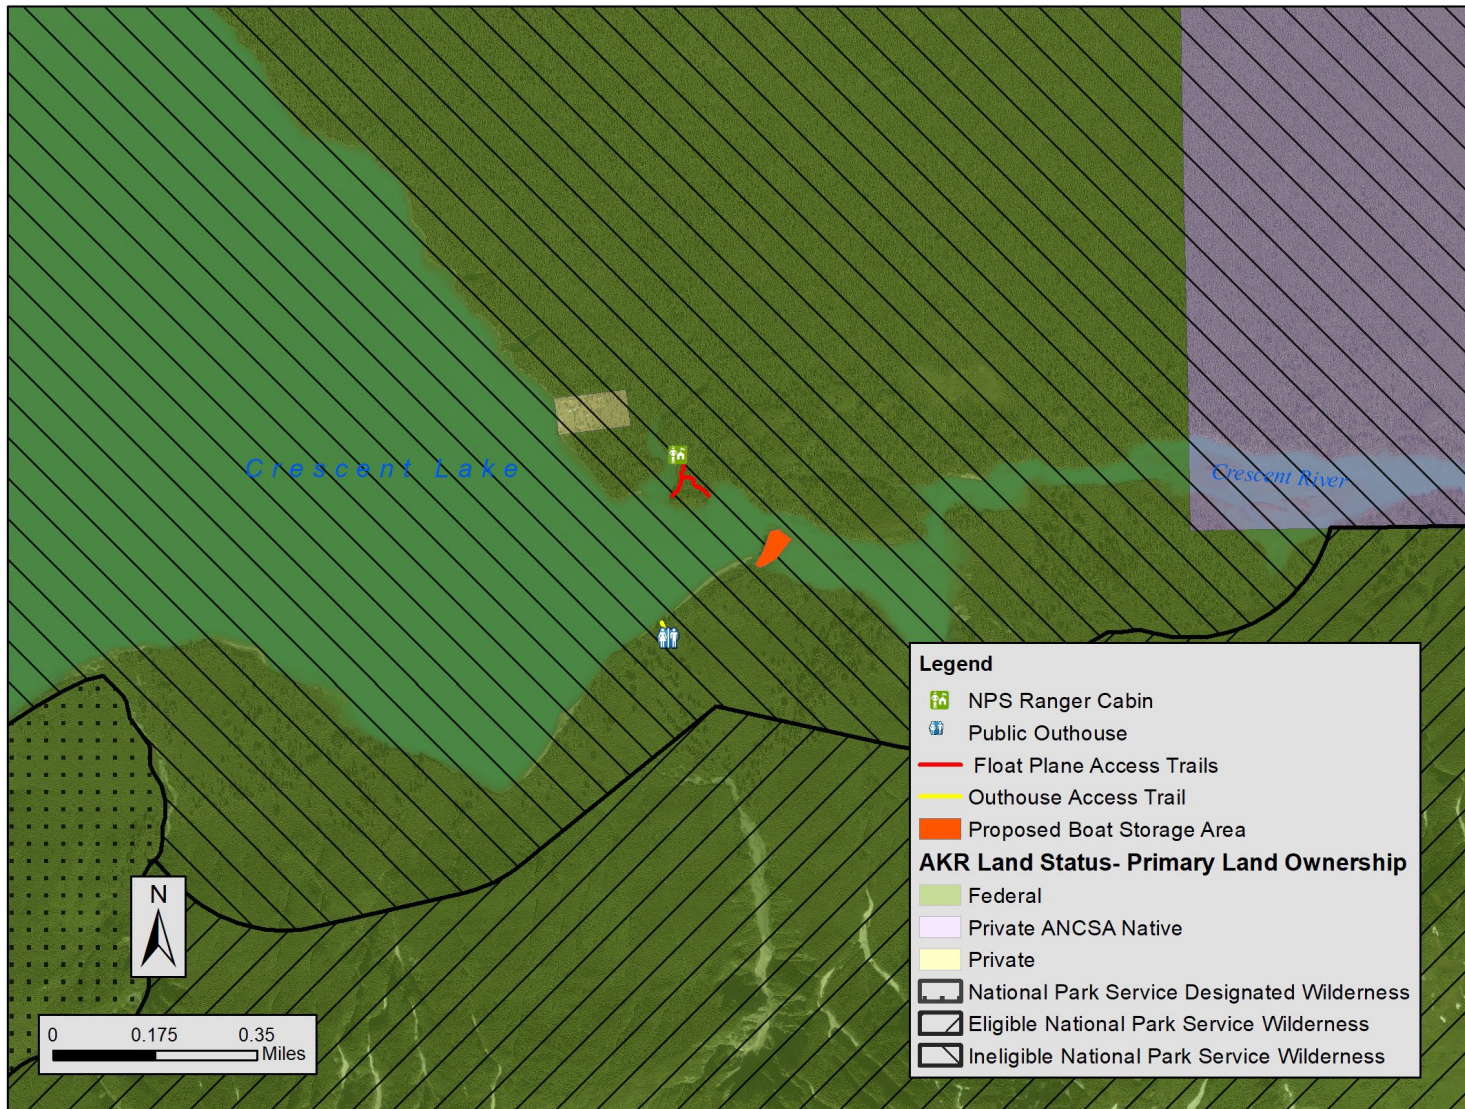 Crescent Lake
Crescent River
Legend
NPS Ranger Cabin
Public Outhouse
Float Plane Access Trails
Outhouse Access Trail
Proposed Boat Storage Area
AKR Land Status- Primary Land Ownership
Federal
Private ANCSA Native
Private
National Park Service Designated Wilderness
Eligible National Park Service Wilderness
Ineligible National Park Service Wilderness
N
0 0.175 0.35
Miles